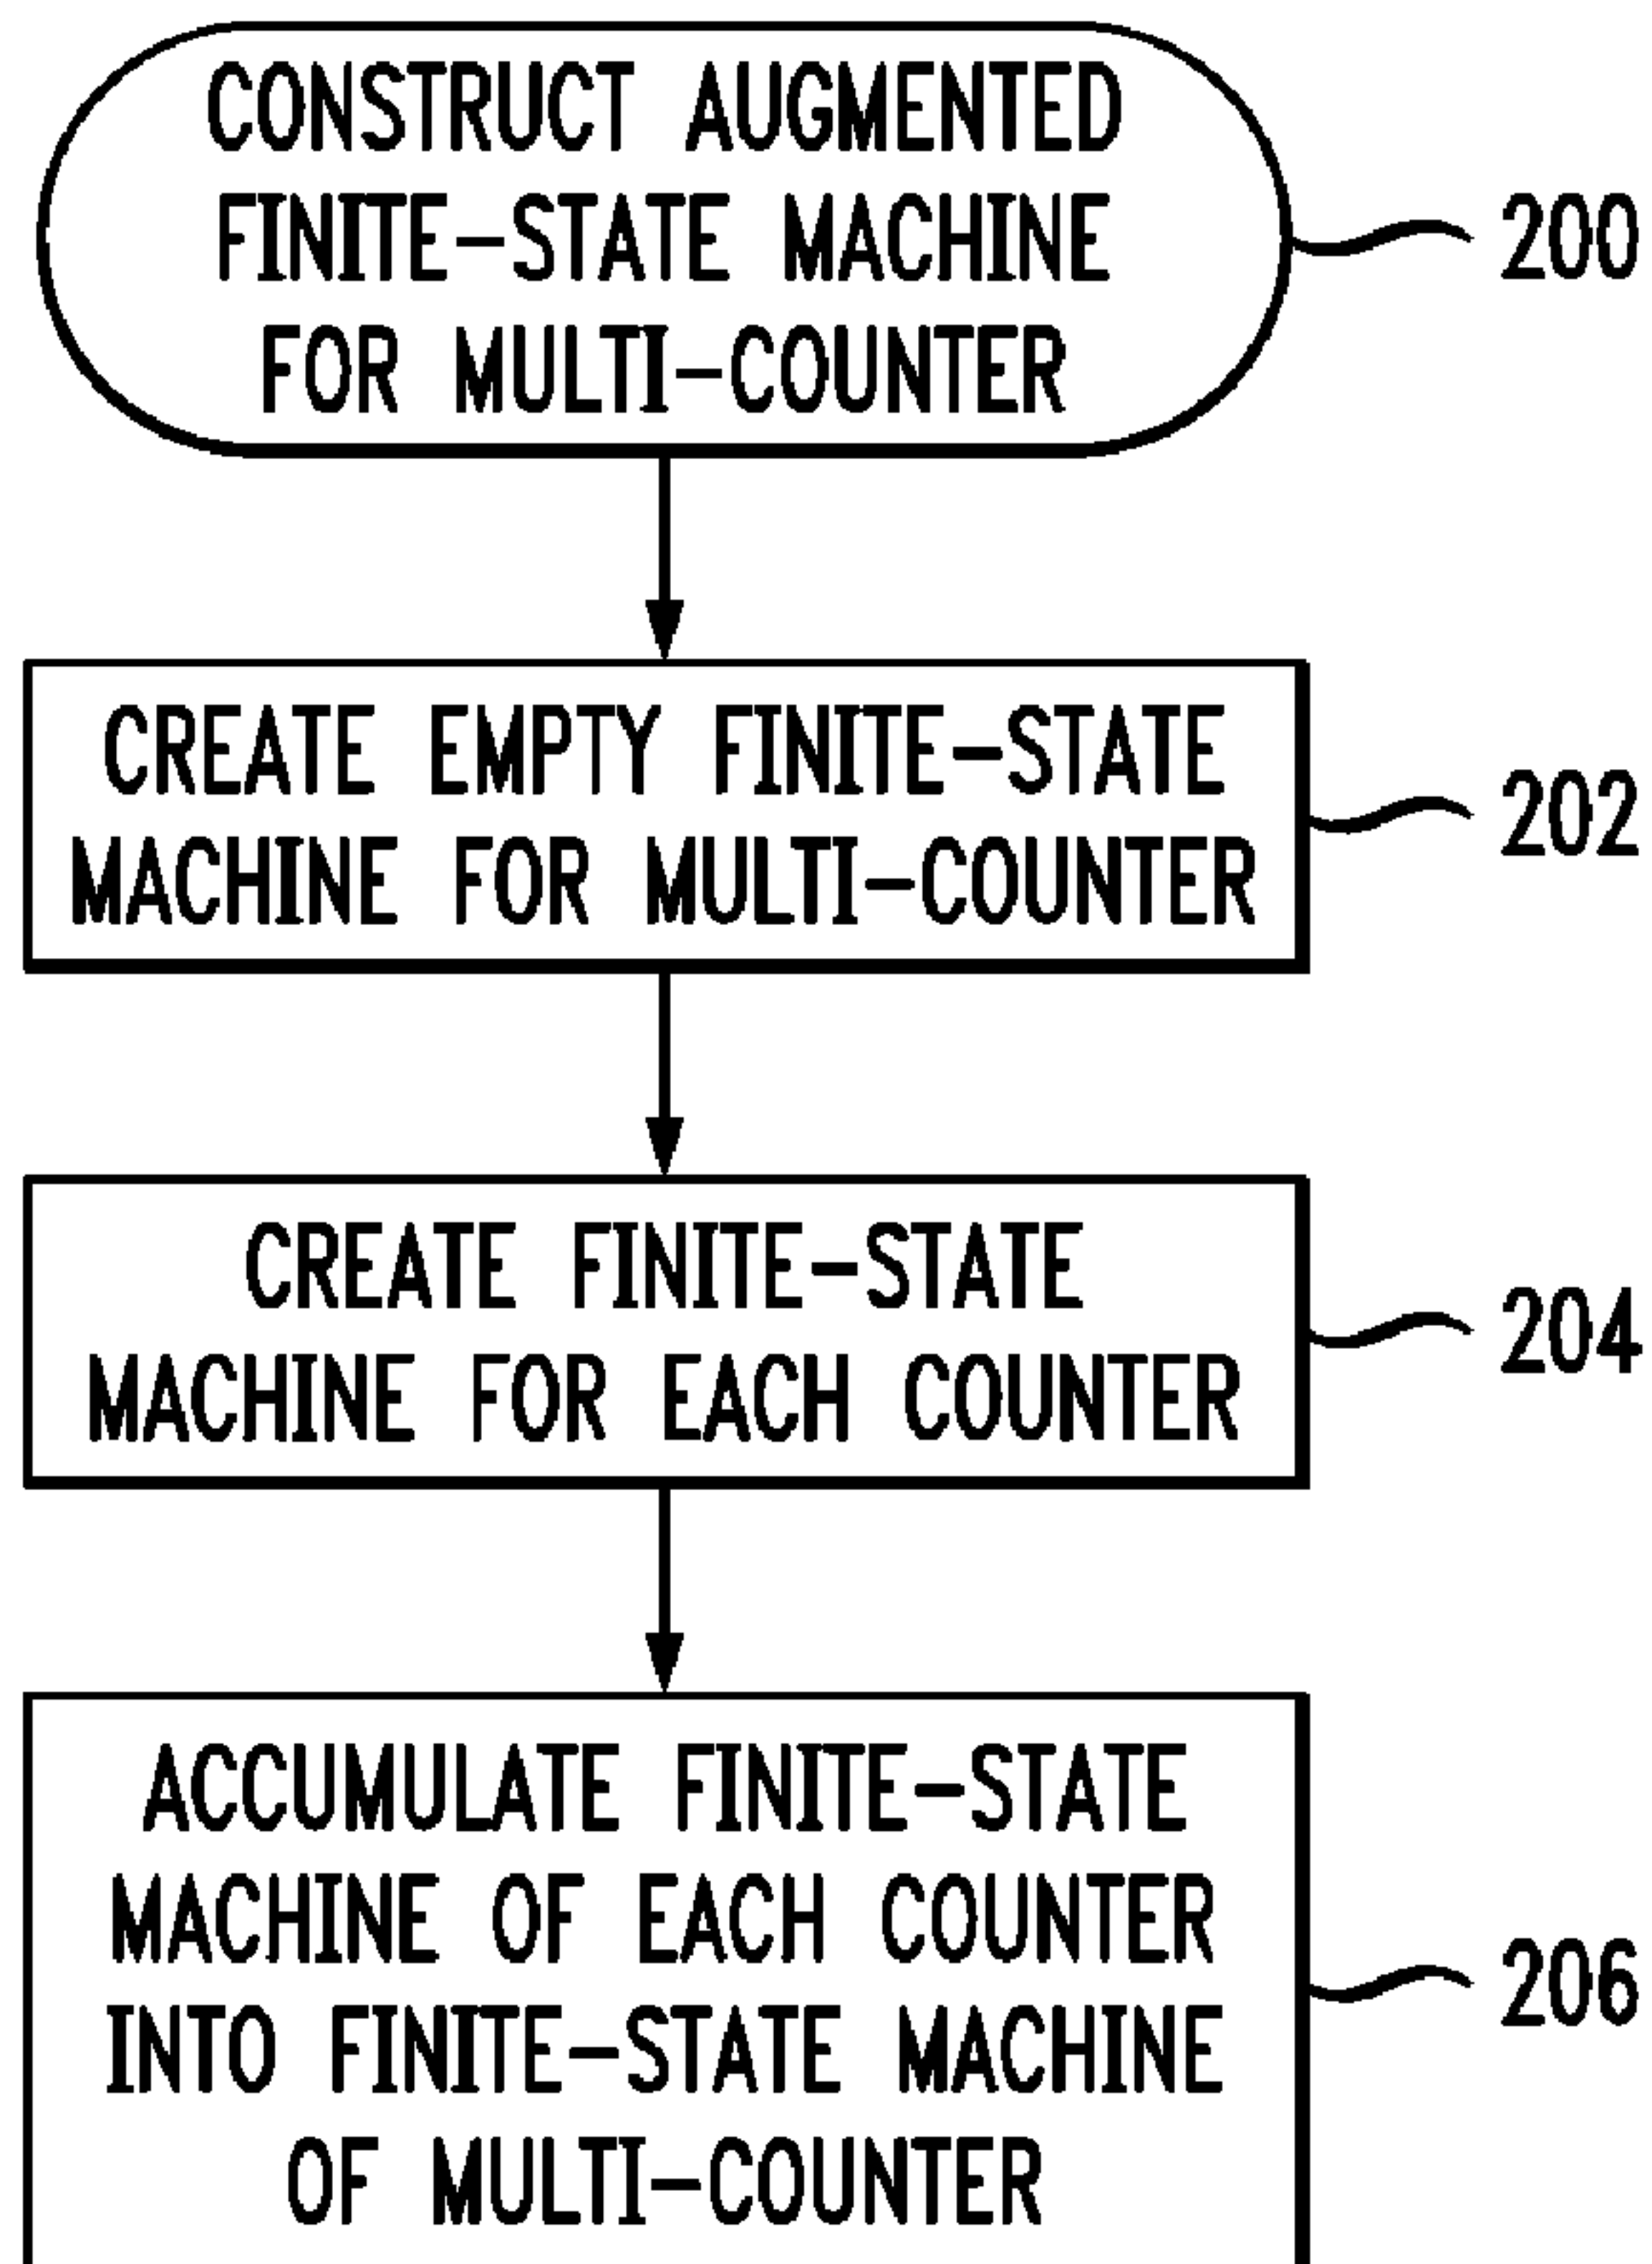 CONSTRUCT AUGMENTED
FINITE-STATE MACHINE
FOR MULTI-COUNTER
200
CREATE EMPTY FINITE-STATE
MACHINE FOR MULTI-COUNTER
202
CREATE FINITE-STATE
MACHINE FOR EACH COUNTER
204
ACCUMULATE FINITE-STATE
MACHINE OF EACH COUNTER
INTO FINITE-STATE MACHINE
OF MULTI-COUNTER
206